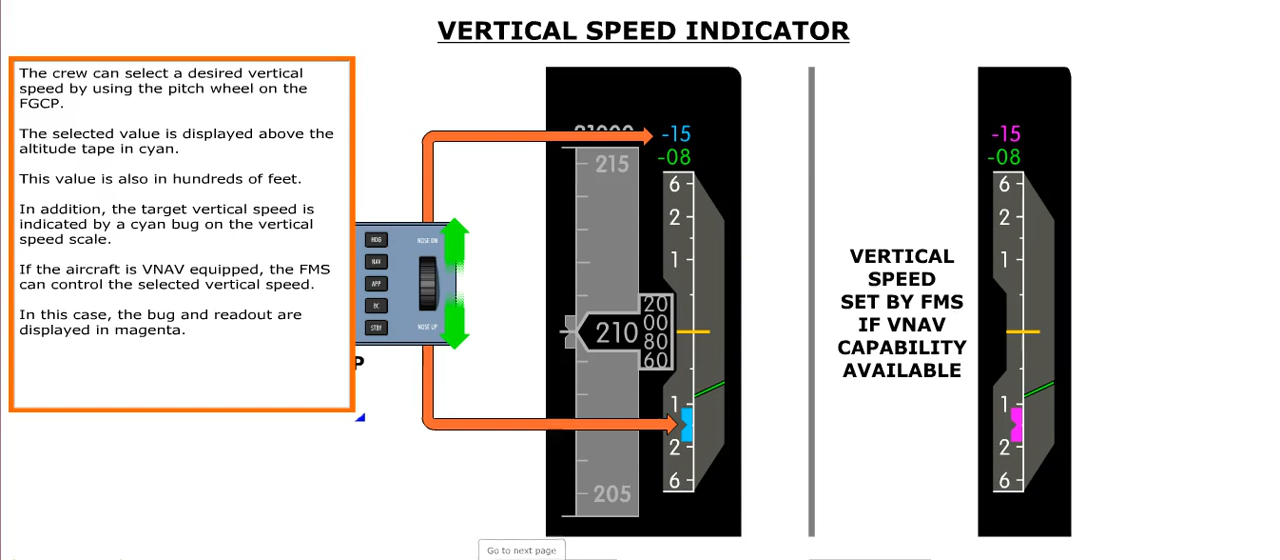 VERTICAL SPEED INDICATOR
The crew can select a desired vertical
speed by using the pitch wheel on the
FGCP.
The selected value is displayed above the
altitude tape in cyan.
This value is also in hundreds of feet.
In addition, the target vertical speed is
indicated by a cyan bug on the vertical
speed scale.
If the aircraft is VNAV equipped, the FMS
can control the selected vertical speed.
In this case, the bug and readout are
displayed in magenta.
HDG
NAV
APP
BC
STBY
NOSE DN
NOSE UP
P
21000
215
210
20
00
80
60
205
-15
-08
6
2
1
1
2
6
VERTICAL
SPEED
SET BY FMS
IF VNAV
CAPABILITY
AVAILABLE
-15
-08
6
2
1
1
2
6
Go to next page